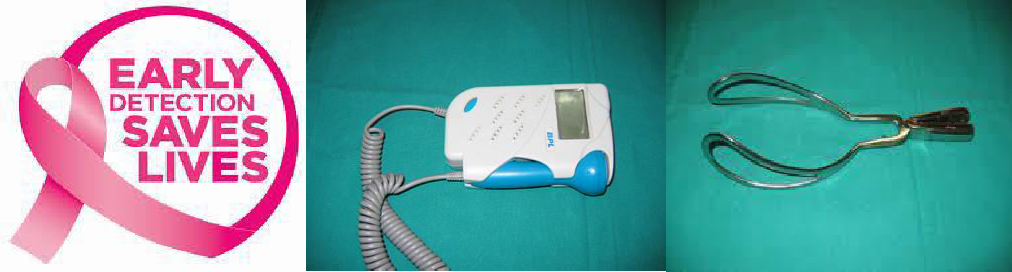 EARLY
DETECTION
SAVES
LIVES
BPL